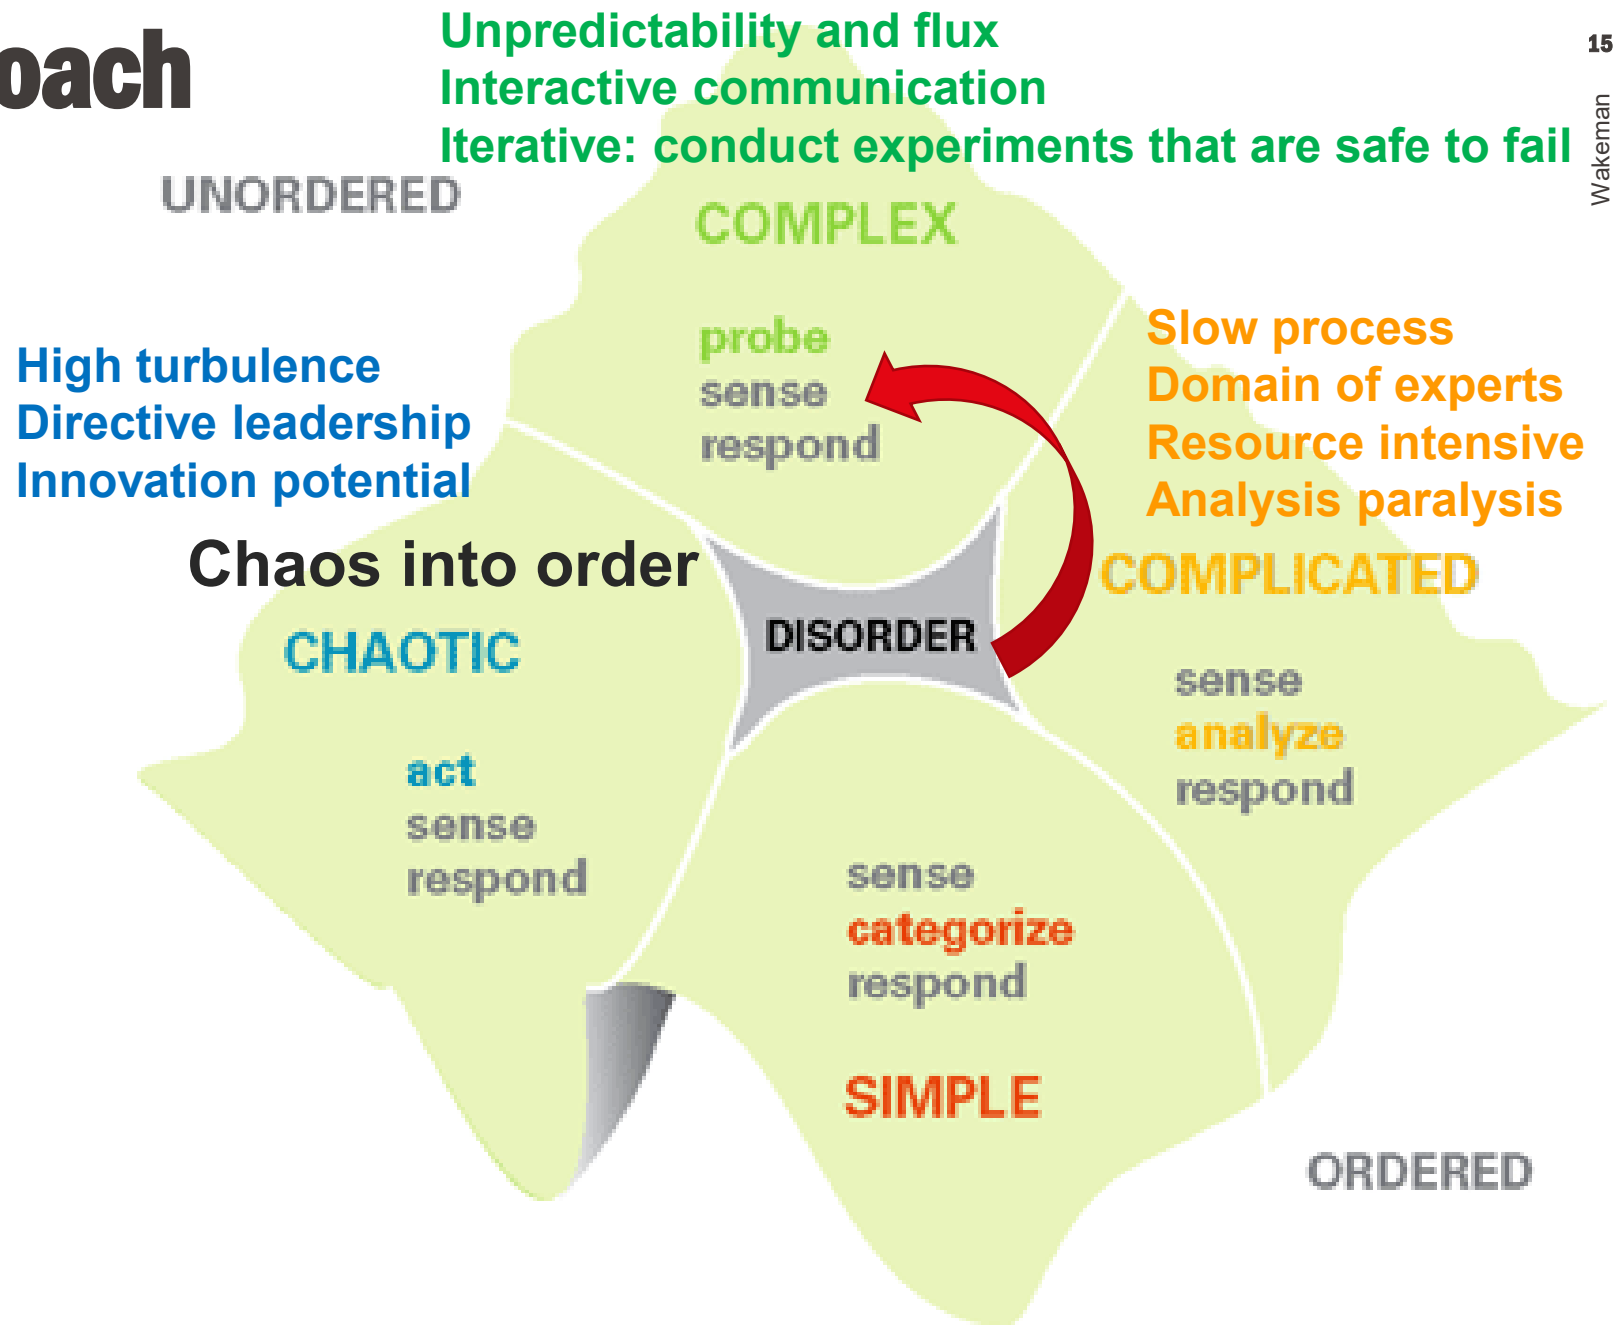 oach
15
Wakeman
Unpredictability and flux
Interactive communication
Iterative: conduct experiments that are safe to fail
UNORDERED
COMPLEX
probe
sense
respond
High turbulence
Directive leadership
Innovation potential
Slow process
Domain of experts
Resource intensive
Analysis paralysis
Chaos into order
COMPLICATED
DISORDER
CHAOTIC
sense
analyze
respond
act
sense
respond
sense
categorize
respond
SIMPLE
ORDERED